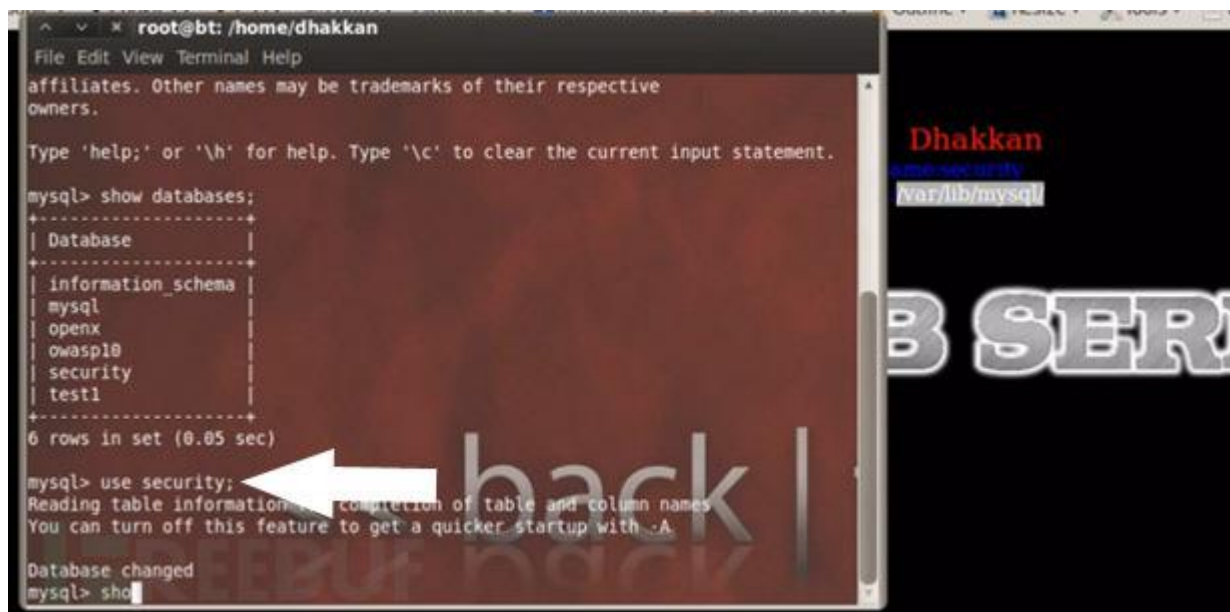 root@bt: /home/dhakkan
File Edit View Terminal Help
affiliates. Other names may be trademarks of their respective
owners.
Type 'help;' or '\h' for help. Type '\c' to clear the current input statement.
mysql> show databases;
+--------------------+
| Database |
+--------------------+
| information_schema |
| mysql |
| openx |
| owasp10 |
| security |
| test1 |
+--------------------+
6 rows in set (0.05 sec)
mysql> use security;
Reading table information completion of table and column names
You can turn off this feature to get a quicker startup with -A
Database changed
mysql> sho
back |
REEBUF
Dhakkan
ame:security
/var/lib/mysql/
B SERI